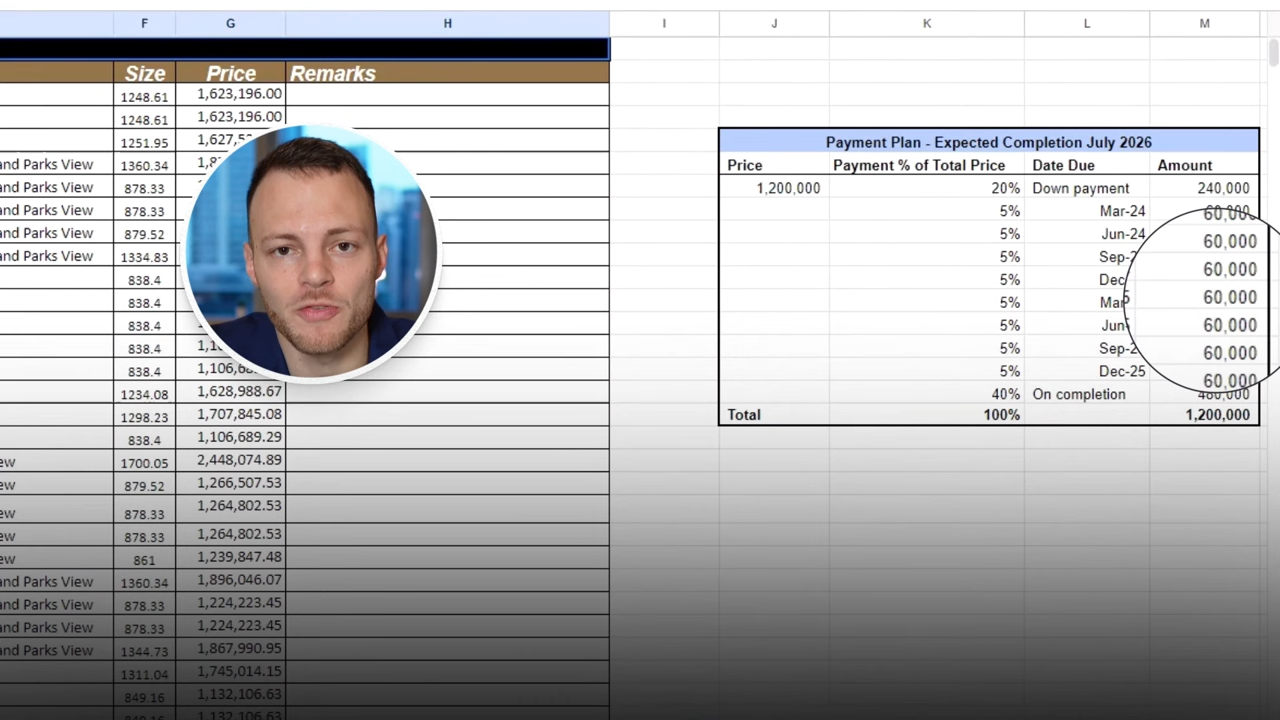 F G H I J K L M
Size Price Remarks
1248.61 1,623,196.00
1248.61 1,623,196.00
1251.95
and Parks View 1360.34
and Parks View 878.33
and Parks View 878.33
and Parks View 879.52
and Parks View 1334.83
838.4
838.4
838.4
838.4
838.4
1234.08 1,628,988.67
1298.23 1,707,845.08
838.4 1,106,689.29
1700.05 2,448,074.89
879.52 1,266,507.53
878.33 1,264,802.53
878.33 1,264,802.53
861 1,239,847.48
and Parks View 1360.34 1,896,046.07
and Parks View 878.33 1,224,223.45
and Parks View 878.33 1,224,223.45
and Parks View 1344.73 1,867,990.95
1311.04 1,745,014.15
849.16 1,132,106.63
1,132,106.63
Payment Plan - Expected Completion July 2026
Price Payment % of Total Price Date Due Amount
1,200,000 20% Down payment 240,000
5% Mar-24 60,000
5% Jun-24 60,000
5% 60,000
5% Dec 60,000
5% Mar 60,000
5% Jun 60,000
5% 60,000
5% Dec-25
40% On completion 480,000
Total 100% 1,200,000